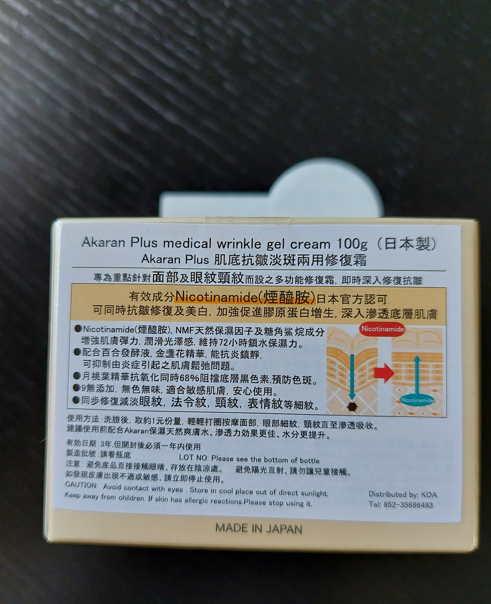 Akaran Plus medical wrinkle gel cream 100g（日本製）
Akaran Plus 肌底抗皺淡斑兩用修復霜
專為重點針對面部及眼紋頸紋而設之多功能修復霜, 即時深入修復抗皺
有效成分Nicotinamide(煙醯胺)日本官方認可
可同時抗皺修復及美白, 加強促進膠原蛋白增生, 深入滲透底層肌膚
●Nicotinamide(煙醯胺), NMF天然保濕因子及糖角鯊烷成分
增強肌膚彈力, 潤滑光澤感, 維持72小時鎖水保濕力。
●配合百合發酵液, 金盞花精華, 能抗炎鎮靜,
可抑制由炎症引起之肌膚鬆弛問題。
●月桃葉精華抗氧化同時68%阻擋底層黑色素,預防色斑。
●9無添加, 無色無味, 適合敏感肌膚, 安心使用。
●同步修復減淡眼紋, 法令紋, 頸紋, 表情紋等細紋。
Nicotinamide
Nicotinamide
使用方法: 洗臉後, 取約1元份量, 輕輕打圈按摩面部, 眼部細紋, 頸紋直至滲透吸收。
建議使用前配合Akaran保濕天然爽膚水、滲透力效果更佳、水分更提升。
有效日期: 3年,但開封後必須一年內使用
製造批號: 請看瓶底 LOT NO: Please see the bottom of bottle
注意: 避免產品直接接觸眼睛, 存放在陰涼處。 避免陽光直射, 請勿讓兒童接觸。
如發現皮膚出現不適或敏感, 請立即停止使用。
CAUTION: Avoid contact with eyes . Store in cool place out of direct sunlight.
Keep away from children. If skin has allergic reactions.Please stop using it.
Distributed by: KOA
Tel: 852-35686493
MADE IN JAPAN